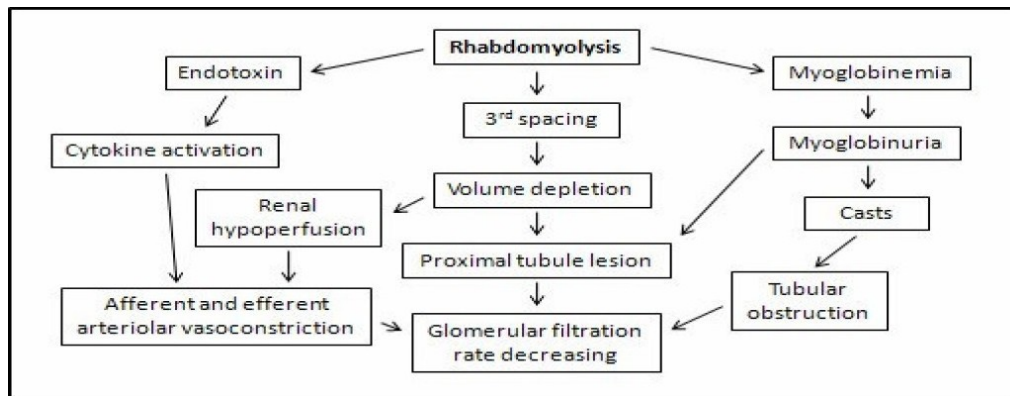 Rhabdomyolysis
Endotoxin
Myoglobinemia
3rd spacing
Cytokine activation
Myoglobinuria
Volume depletion
Renal
hypoperfusion
Casts
Proximal tubule lesion
Afferent and efferent
arteriolar vasoconstriction
Tubular
obstruction
Glomerular filtration
rate decreasing